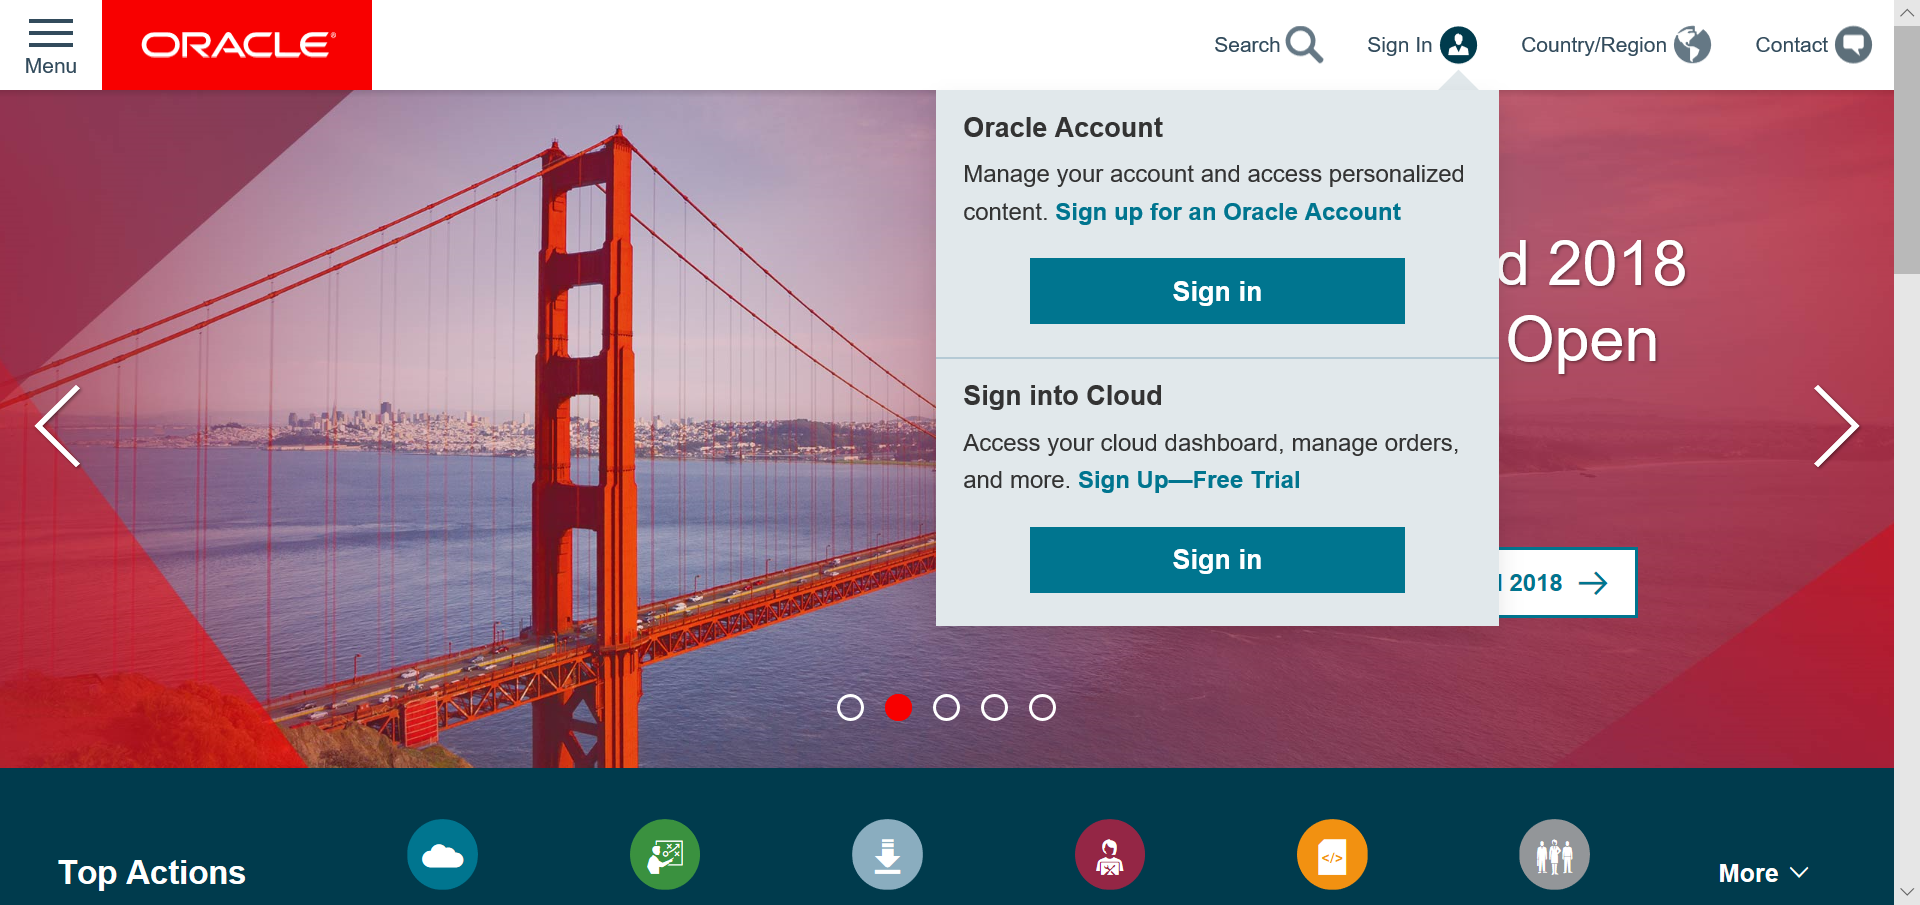 Menu
ORACLE®
Search
Sign In
Country/Region
Contact
Oracle Account
Manage your account and access personalized
content. Sign up for an Oracle Account
Sign in
Sign into Cloud
Access your cloud dashboard, manage orders,
and more. Sign Up—Free Trial
Sign in
2018
Open
2018
Top Actions
</>
More